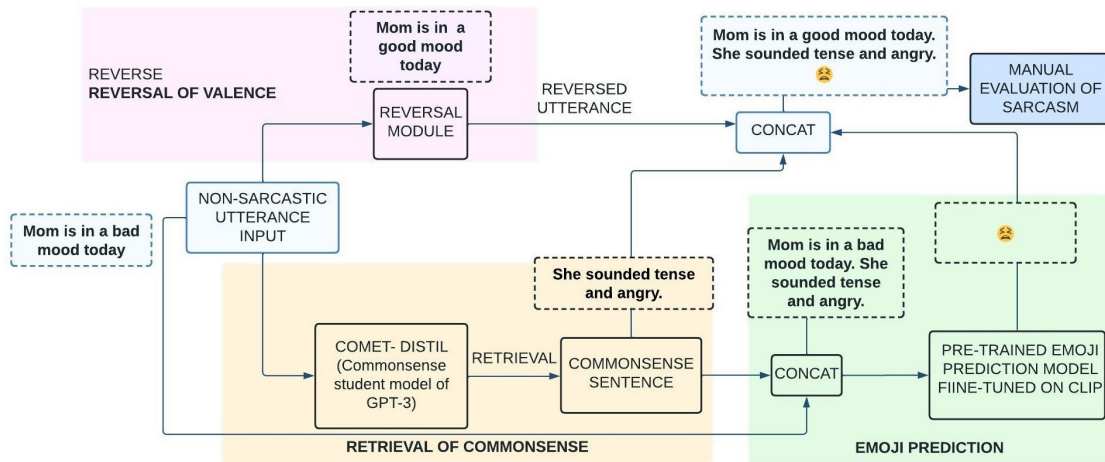 Mom is in a
good mood
today
Mom is in a good mood today.
She sounded tense and angry.
😫
MANUAL
EVALUATION OF
SARCASM
REVERSE
REVERSAL OF VALENCE
REVERSAL
MODULE
REVERSED
UTTERANCE
CONCAT
NON-SARCASTIC
UTTERANCE
INPUT
Mom is in a bad
mood today
She sounded tense
and angry.
Mom is in a bad
mood today. She
sounded tense
and angry.
😫
COMET- DISTIL
(Commonsense
student model of
GPT-3)
RETRIEVAL
COMMONSENSE
SENTENCE
CONCAT
PRE-TRAINED EMOJI
PREDICTION MODEL
FIINE-TUNED ON CLIP
RETRIEVAL OF COMMONSENSE
EMOJI PREDICTION